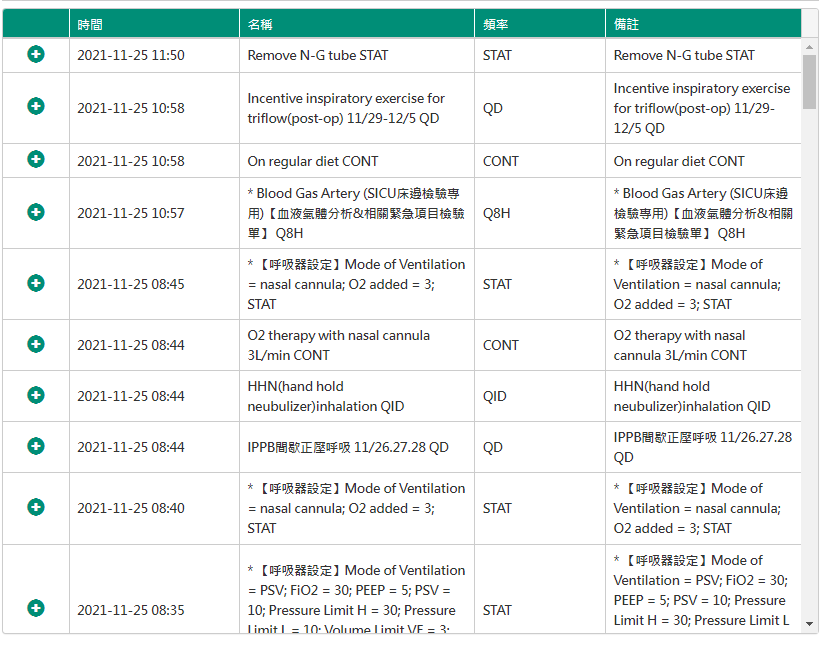 時間 名稱 頻率 備註
2021-11-25 11:50 Remove N-G tube STAT STAT Remove N-G tube STAT
2021-11-25 10:58 Incentive inspiratory exercise for
triflow(post-op) 11/29-12/5 QD QD Incentive inspiratory exercise
for triflow(post-op) 11/29-
12/5 QD
2021-11-25 10:58 On regular diet CONT CONT On regular diet CONT
2021-11-25 10:57 * Blood Gas Artery (SICU床邊檢驗專
用)【血液氣體分析&相關緊急項目檢驗
單】 Q8H Q8H * Blood Gas Artery (SICU床邊
檢驗專用)【血液氣體分析&相關
緊急項目檢驗單】 Q8H
2021-11-25 08:45 * 【呼吸器設定】Mode of Ventilation
= nasal cannula; O2 added = 3;
STAT STAT * 【呼吸器設定】Mode of
Ventilation = nasal cannula;
O2 added = 3; STAT
2021-11-25 08:44 O2 therapy with nasal cannula
3L/min CONT CONT O2 therapy with nasal
cannula 3L/min CONT
2021-11-25 08:44 HHN(hand hold
neubulizer)inhalation QID QID HHN(hand hold
neubulizer)inhalation QID
2021-11-25 08:44 IPPB間歇正壓呼吸 11/26.27.28 QD QD IPPB間歇正壓呼吸 11/26.27.28
QD
2021-11-25 08:40 * 【呼吸器設定】Mode of Ventilation
= nasal cannula; O2 added = 3;
STAT STAT * 【呼吸器設定】Mode of
Ventilation = nasal cannula;
O2 added = 3; STAT
2021-11-25 08:35 * 【呼吸器設定】Mode of Ventilation
= PSV; FiO2 = 30; PEEP = 5; PSV =
10; Pressure Limit H = 30; Pressure
Limit L = 10; Volume Limit VE = 3; STAT * 【呼吸器設定】Mode of
Ventilation = PSV; FiO2 = 30;
PEEP = 5; PSV = 10; Pressure
Limit H = 30; Pressure Limit L